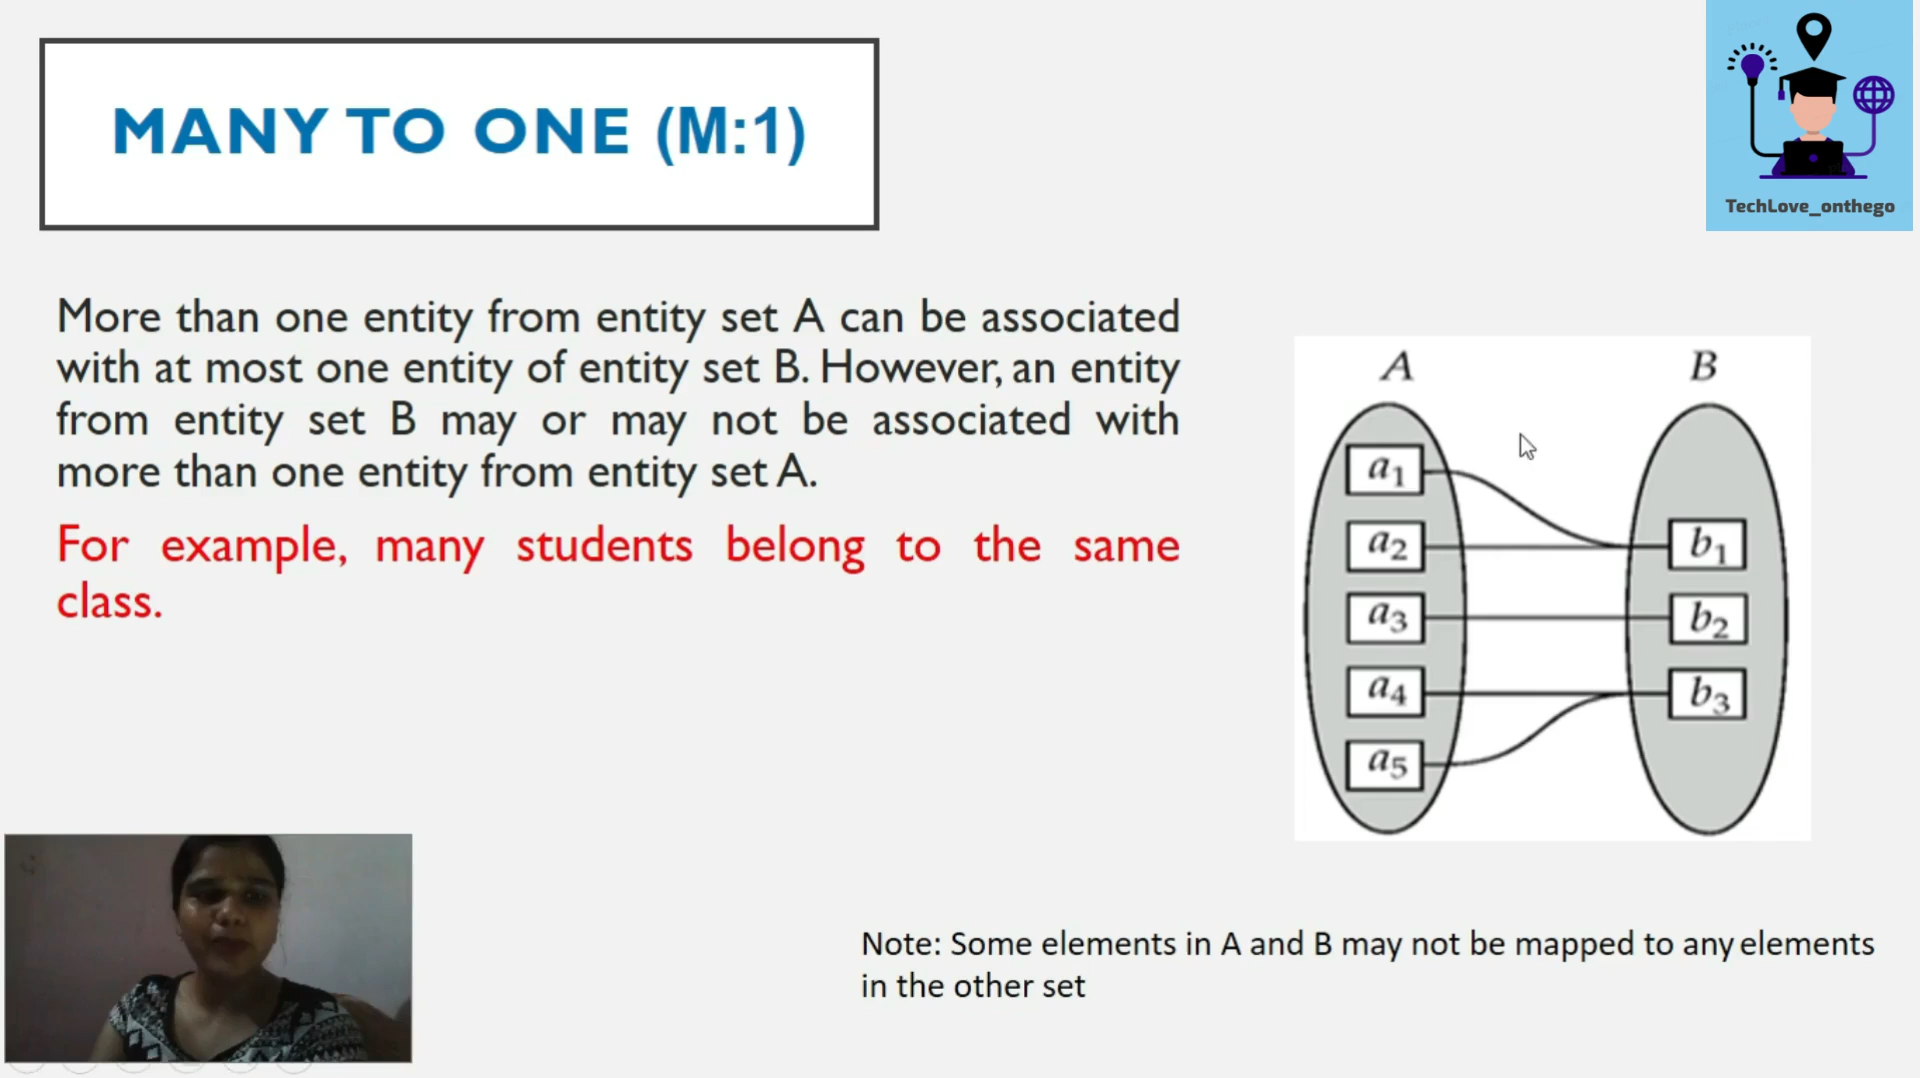 MANY TO ONE (M:1)
TechLove_onthego
More than one entity from entity set A can be associated
with at most one entity of entity set B. However, an entity
from entity set B may or may not be associated with
more than one entity from entity set A.
For example, many students belong to the same
class.
A B
a1
a2 b1
a3 b2
a4 b3
a5
Note: Some elements in A and B may not be mapped to any elements
in the other set